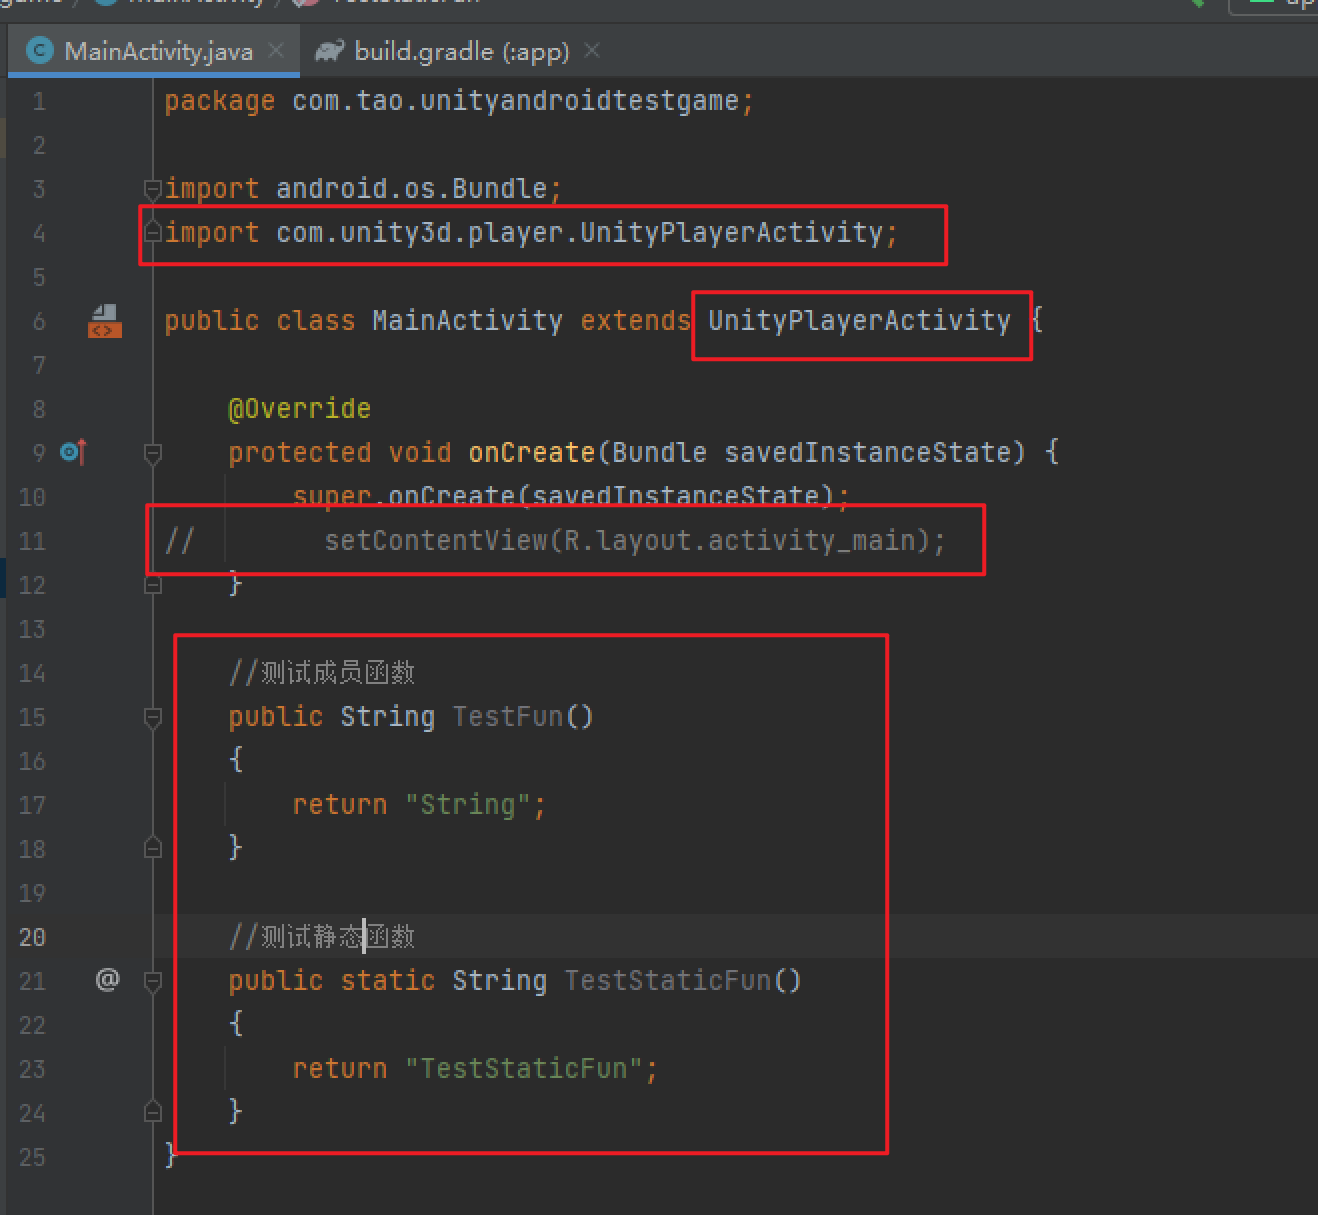 MainActivity.java build.gradle (:app)
1 package com.tao.unityandroidtestgame;
2
3 import android.os.Bundle;
4 import com.unity3d.player.UnityPlayerActivity;
5
6 public class MainActivity extends UnityPlayerActivity {
7
8 @Override
9 protected void onCreate(Bundle savedInstanceState) {
10 super.onCreate(savedInstanceState);
11 // setContentView(R.layout.activity_main);
12 }
13
14 //测试成员函数
15 public String TestFun()
16 {
17 return "String";
18 }
19
20 //测试静态函数
21 public static String TestStaticFun()
22 {
23 return "TestStaticFun";
24 }
25 }